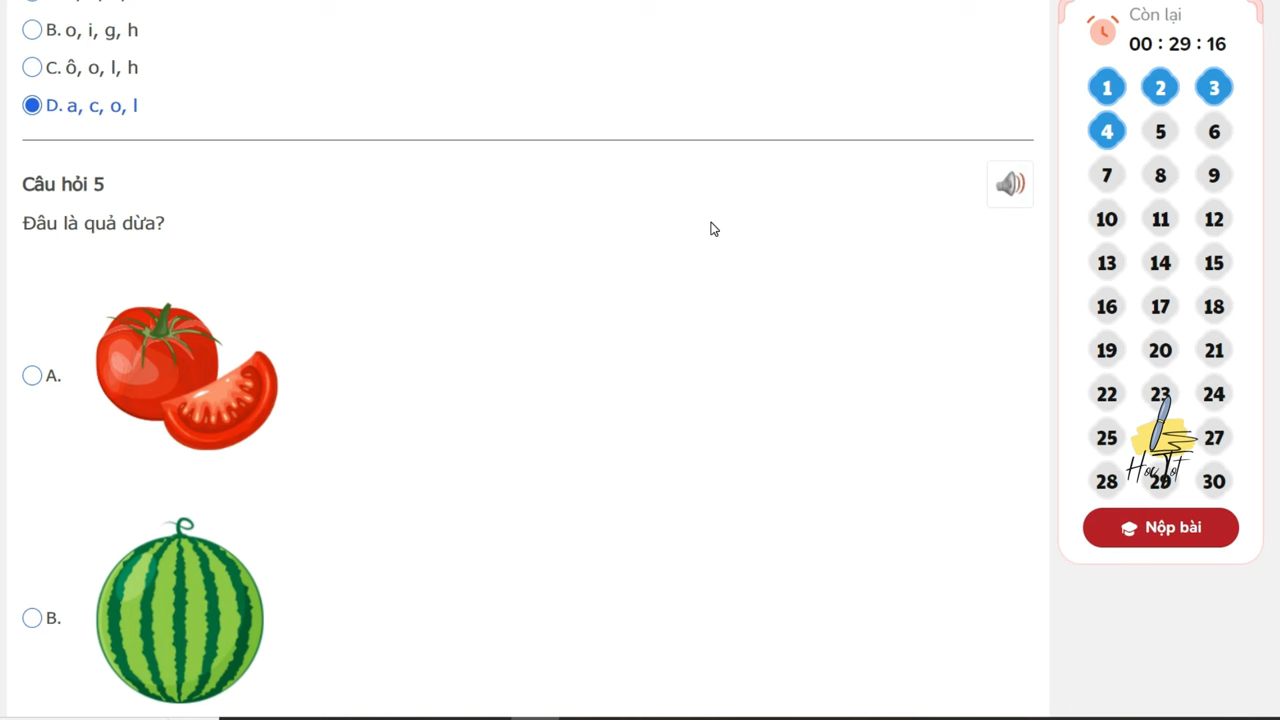 B. o, i, g, h
C. ô, o, l, h
D. a, c, o, l
Câu hỏi 5
Đâu là quả dừa?
A.
B.
Còn lại
00 : 29 : 16
1 2 3
4 5 6
7 8 9
10 11 12
13 14 15
16 17 18
19 20 21
22 23 24
25 27
28 29 30
Học Tốt
Nộp bài